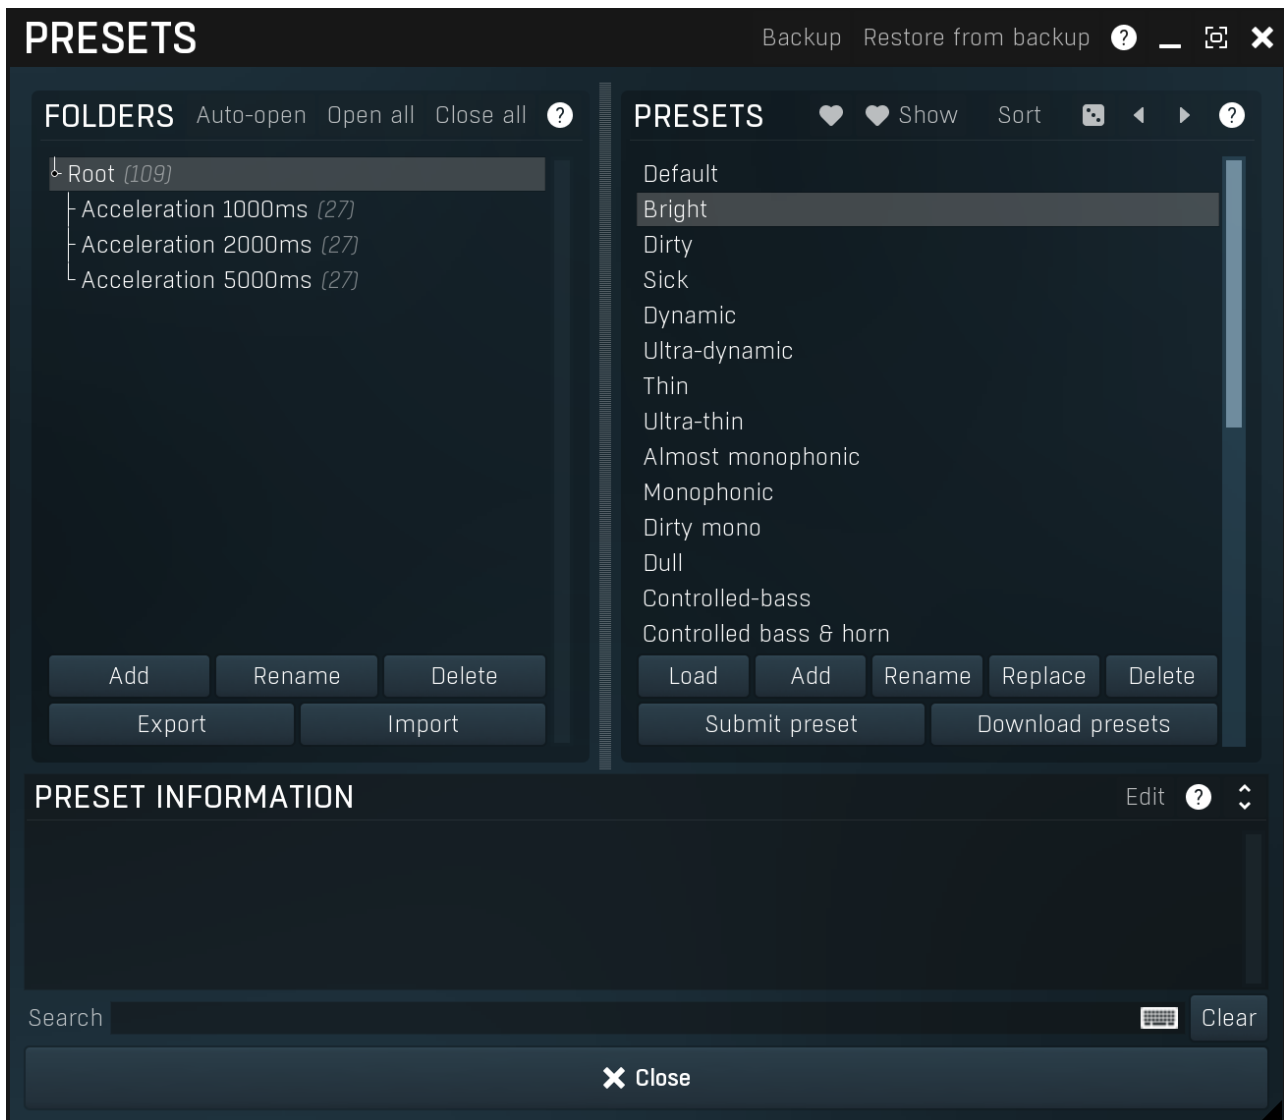 PRESETS Backup Restore from backup ?
FOLDERS Auto-open Open all Close all ?
Root (109)
Acceleration 1000ms (27)
Acceleration 2000ms (27)
Acceleration 5000ms (27)
Add Rename Delete
Export Import
PRESETS Show Sort ?
Default
Bright
Dirty
Sick
Dynamic
Ultra-dynamic
Thin
Ultra-thin
Almost monophonic
Monophonic
Dirty mono
Dull
Controlled-bass
Controlled bass & horn
Load Add Rename Replace Delete
Submit preset Download presets
PRESET INFORMATION Edit ?
Search Clear
Close